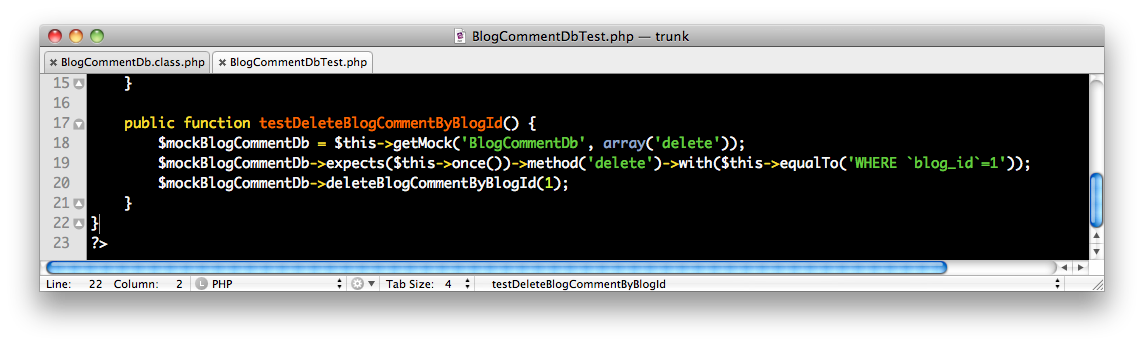 BlogCommentDbTest.php — trunk
BlogCommentDb.class.php BlogCommentDbTest.php
15 }
16
17 public function testDeleteBlogCommentByBlogId() {
18 $mockBlogCommentDb = $this->getMock('BlogCommentDb', array('delete'));
19 $mockBlogCommentDb->expects($this->once())->method('delete')->with($this->equalTo('WHERE `blog_id`=1'));
20 $mockBlogCommentDb->deleteBlogCommentByBlogId(1);
21 }
22 }
23 ?>
Line: 22 Column: 2 L PHP Tab Size: 4 testDeleteBlogCommentByBlogId